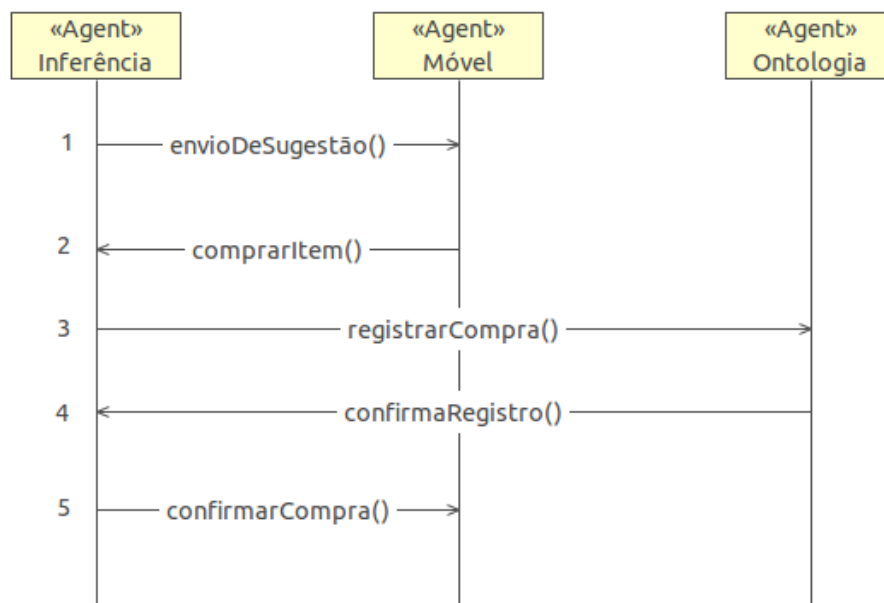 «Agent»
Inferência
«Agent»
Móvel
«Agent»
Ontologia
1
envioDeSugestão()
2
comprarItem()
3
registrarCompra()
4
confirmaRegistro()
5
confirmarCompra()